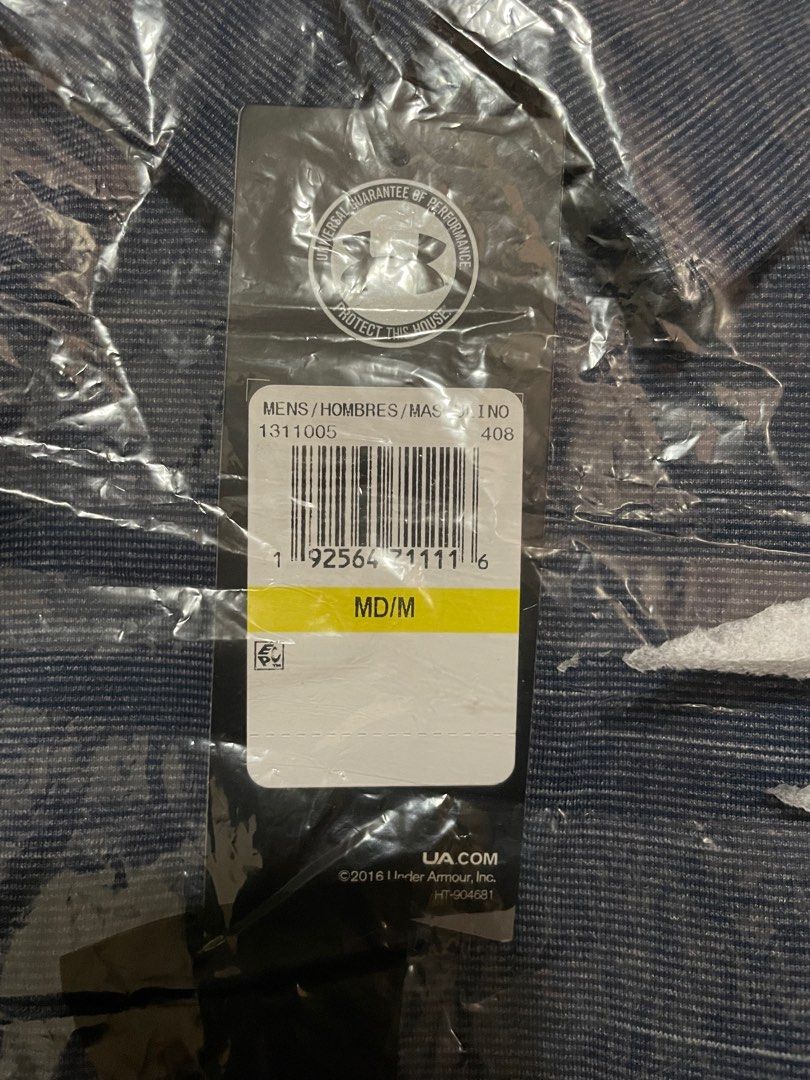 UNIVERSAL GUARANTEE OF PERFORMANCE
PROTECT THIS HOUSE.
MENS/HOMBRES/
1311005 408
1 92564 71111 6
MD/M
EPC™
UA.COM
©2016 Under Armour, Inc.
HT-904681